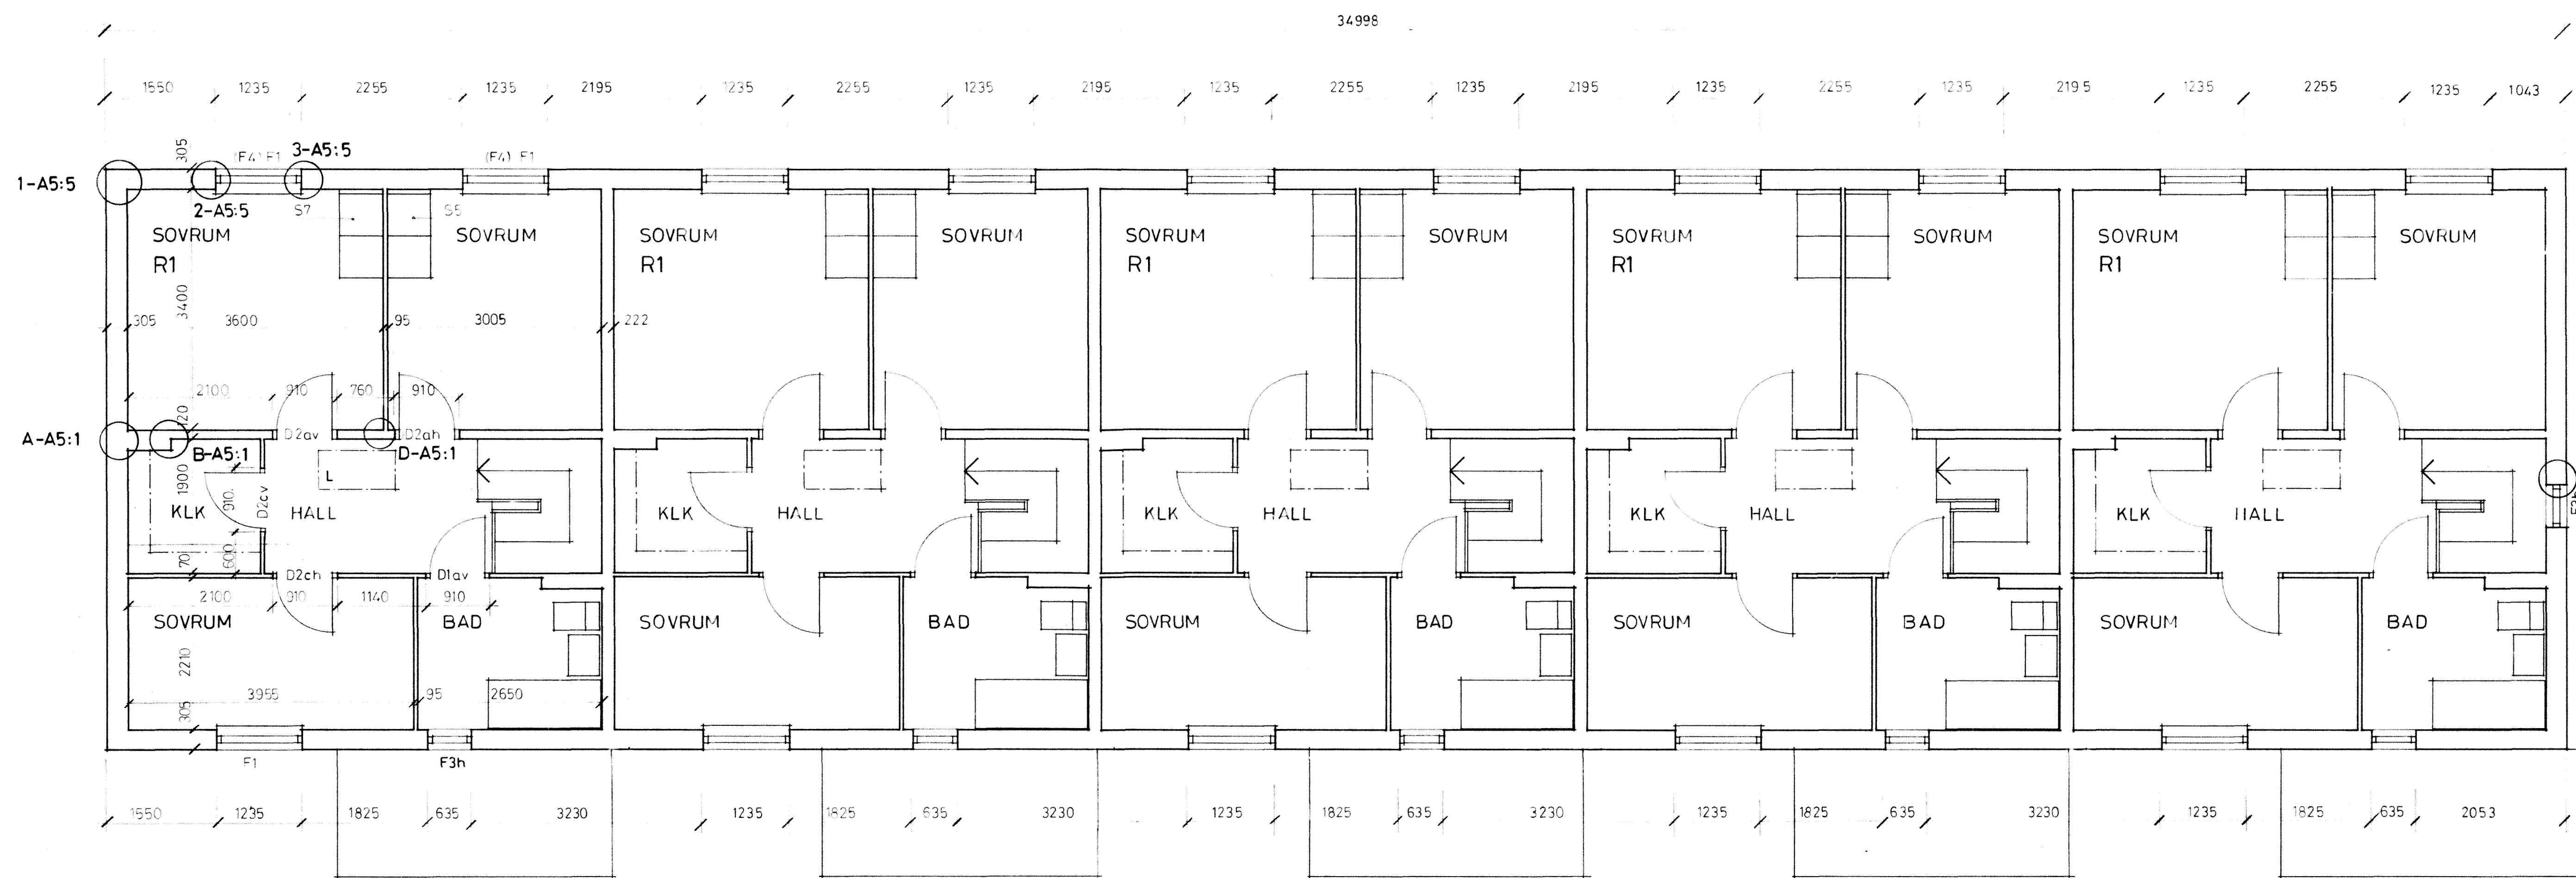 34998
1550 1235 2255 1235 2195 1235 2255 1235 2195 1235 2255 1235 2195 1235 2255 1235 2195 1235 2255 1235 1043
305 (F4) F1 3-A5:5 (F4) F1
1-A5:5
2-A5:5 S7 S5
SOVRUM SOVRUM SOVRUM SOVRUM SOVRUM SOVRUM SOVRUM SOVRUM SOVRUM SOVRUM
R1 R1 R1 R1 R1
3400
305 3600 95 3005 222
2100 910 760 910
120
A-A5:1 D2av D2ah
B-A5:1 D-A5:1
1900 910 D2cv L
KLK HALL KLK HALL KLK HALL KLK HALL KLK HALL
70 600
D2ch D1av
2100 910 1140 910
SOVRUM BAD SOVRUM BAD SOVRUM BAD SOVRUM BAD SOVRUM BAD
2210
3955 95 2650
305
F1 F3h
1550 1235 1825 635 3230 1235 1825 635 3230 1235 1825 635 3230 1235 1825 635 3230 1235 1825 635 2053